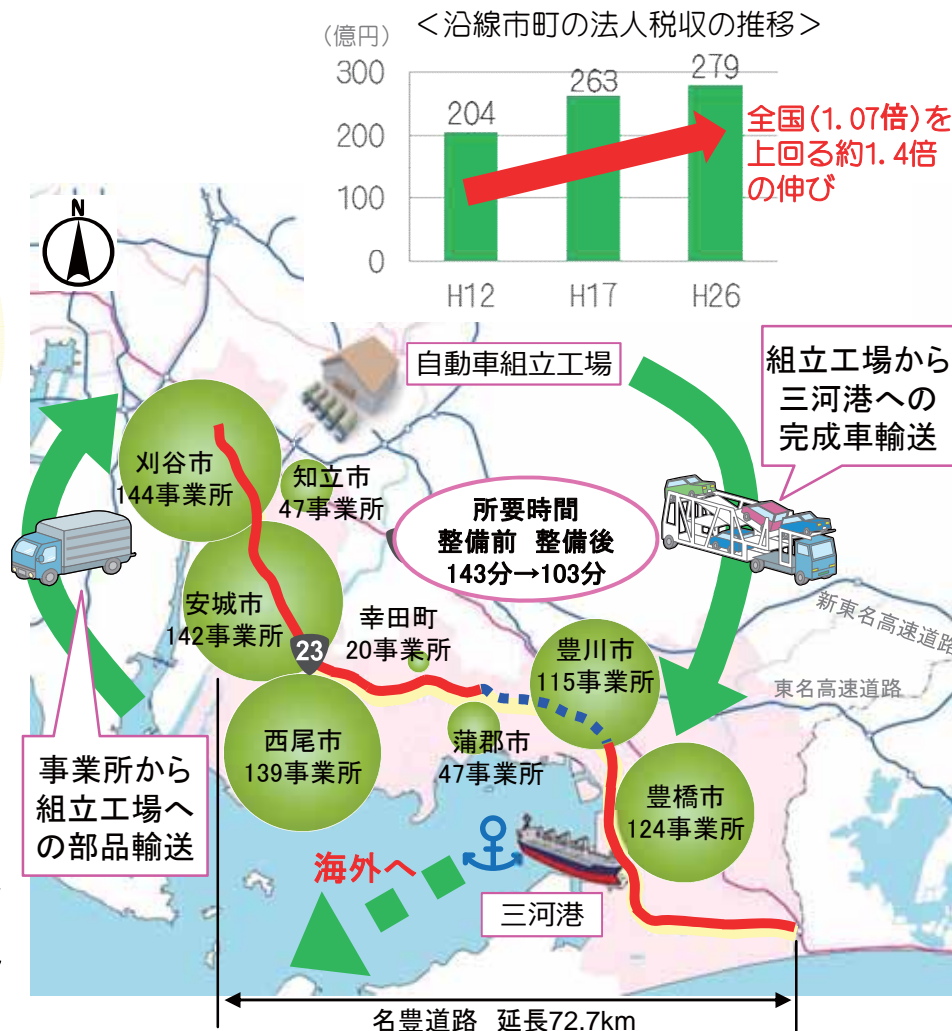 ＜沿線市町の法人税収の推移＞
（億円）
300
200
100
0
204
263
279
H12
H17
H26
全国（1.07倍）を
上回る約1.4倍
の伸び
N
自動車組立工場
組立工場から
三河港への
完成車輸送
刈谷市
144事業所
知立市
47事業所
所要時間
整備前 整備後
143分→103分
安城市
142事業所
幸田町
20事業所
23
豊川市
115事業所
新東名高速道路
東名高速道路
西尾市
139事業所
蒲郡市
47事業所
豊橋市
124事業所
事業所から
組立工場へ
の部品輸送
海外へ
三河港
名豊道路 延長72.7km